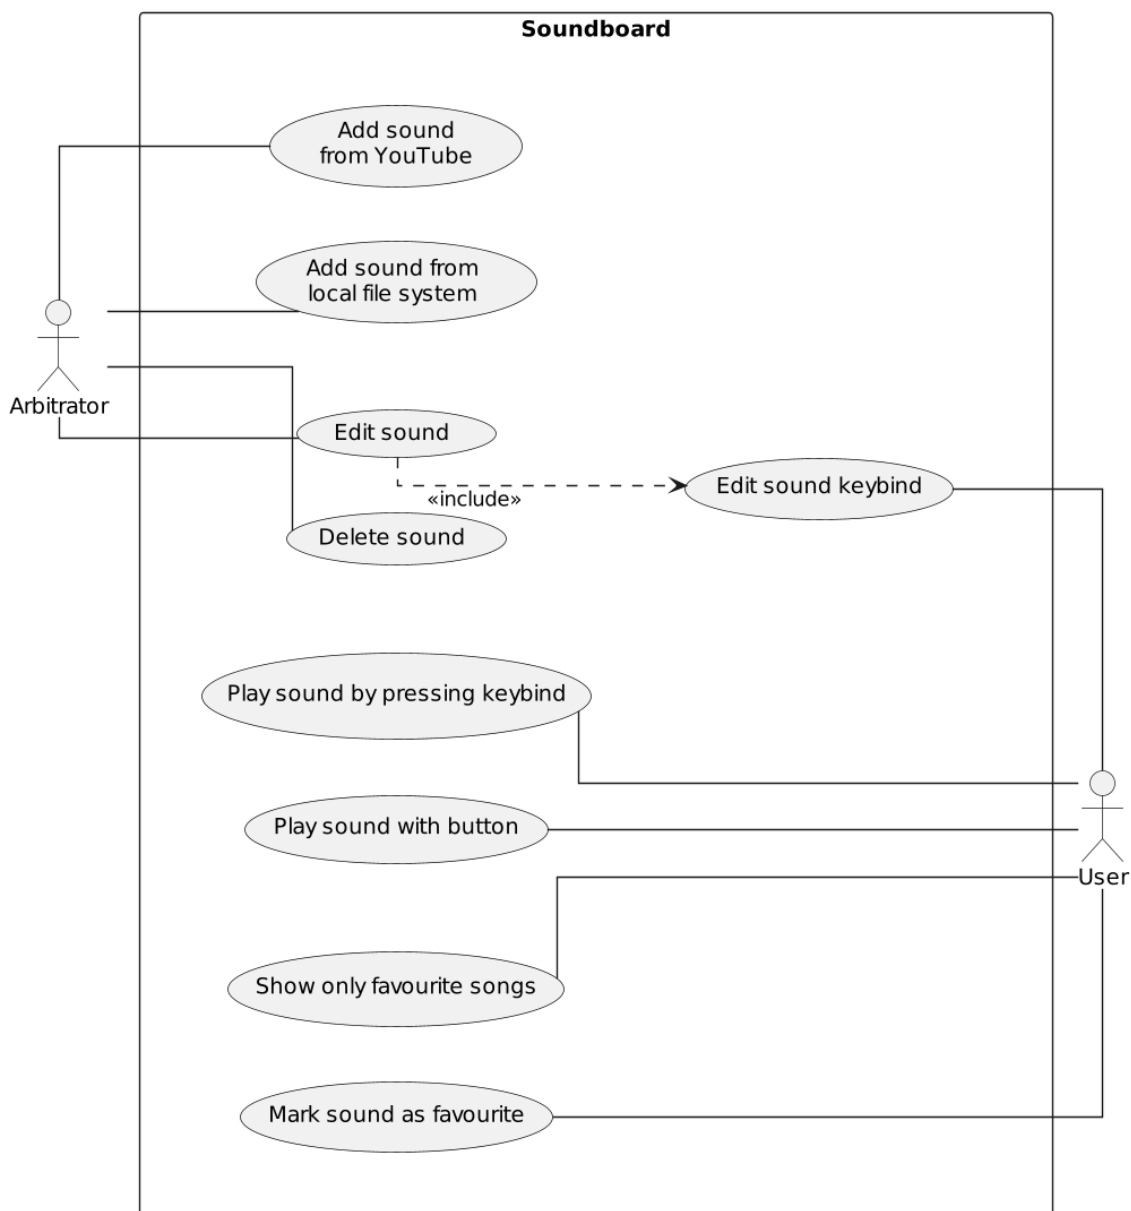 Soundboard
Add sound
from YouTube
Add sound from
local file system
Arbitrator
Edit sound
Edit sound keybind
«include»
Delete sound
Play sound by pressing keybind
Play sound with button
User
Show only favourite songs
Mark sound as favourite